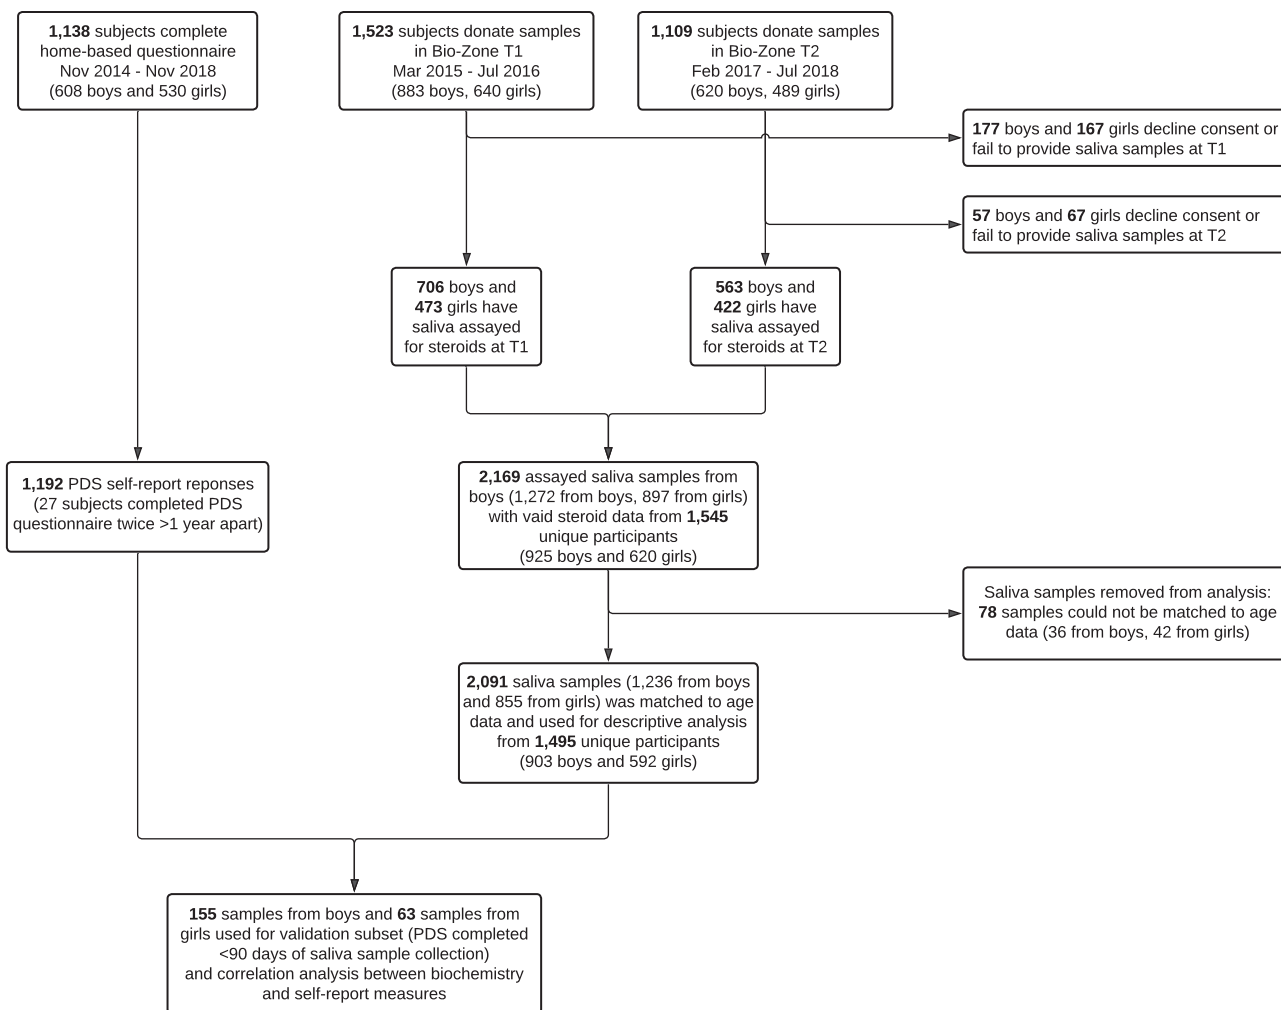 1,138 subjects complete
home-based questionnaire
Nov 2014 - Nov 2018
(608 boys and 530 girls)
1,523 subjects donate samples
in Bio-Zone T1
Mar 2015 - Jul 2016
(883 boys, 640 girls)
1,109 subjects donate samples
in Bio-Zone T2
Feb 2017 - Jul 2018
(620 boys, 489 girls)
177 boys and 167 girls decline consent or
fail to provide saliva samples at T1
57 boys and 67 girls decline consent or
fail to provide saliva samples at T2
706 boys and
473 girls have
saliva assayed
for steroids at T1
563 boys and
422 girls have
saliva assayed
for steroids at T2
1,192 PDS self-report reponses
(27 subjects completed PDS
questionnaire twice >1 year apart)
2,169 assayed saliva samples from
boys (1,272 from boys, 897 from girls)
with vaid steroid data from 1,545
unique participants
(925 boys and 620 girls)
Saliva samples removed from analysis:
78 samples could not be matched to age
data (36 from boys, 42 from girls)
2,091 saliva samples (1,236 from boys
and 855 from girls) was matched to age
data and used for descriptive analysis
from 1,495 unique participants
(903 boys and 592 girls)
155 samples from boys and 63 samples from
girls used for validation subset (PDS completed
<90 days of saliva sample collection)
and correlation analysis between biochemistry
and self-report measures